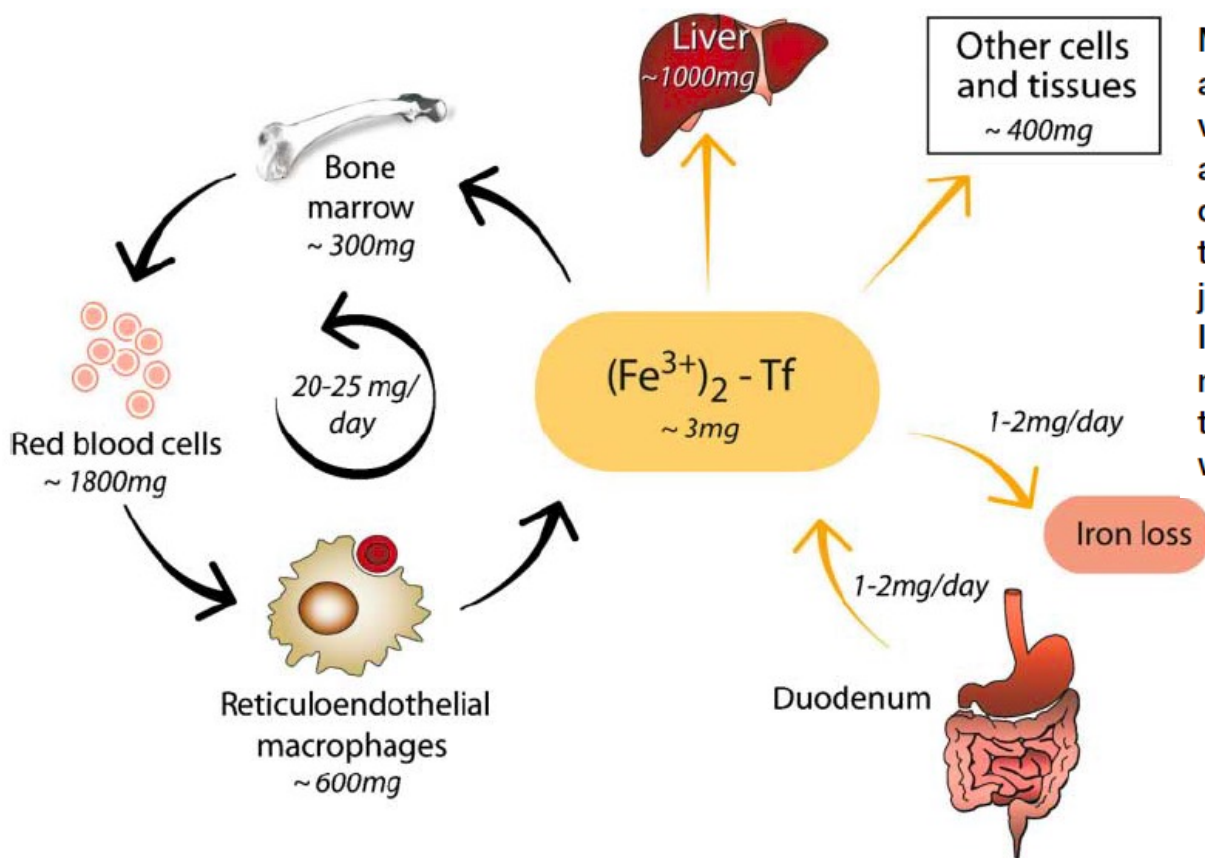 Liver
~1000mg
Other cells
and tissues
~ 400mg
Bone
marrow
~ 300mg
20-25 mg/
day
(Fe³⁺)₂ - Tf
~ 3mg
Red blood cells
~ 1800mg
1-2mg/day
Iron loss
1-2mg/day
Duodenum
Reticuloendothelial
macrophages
~ 600mg